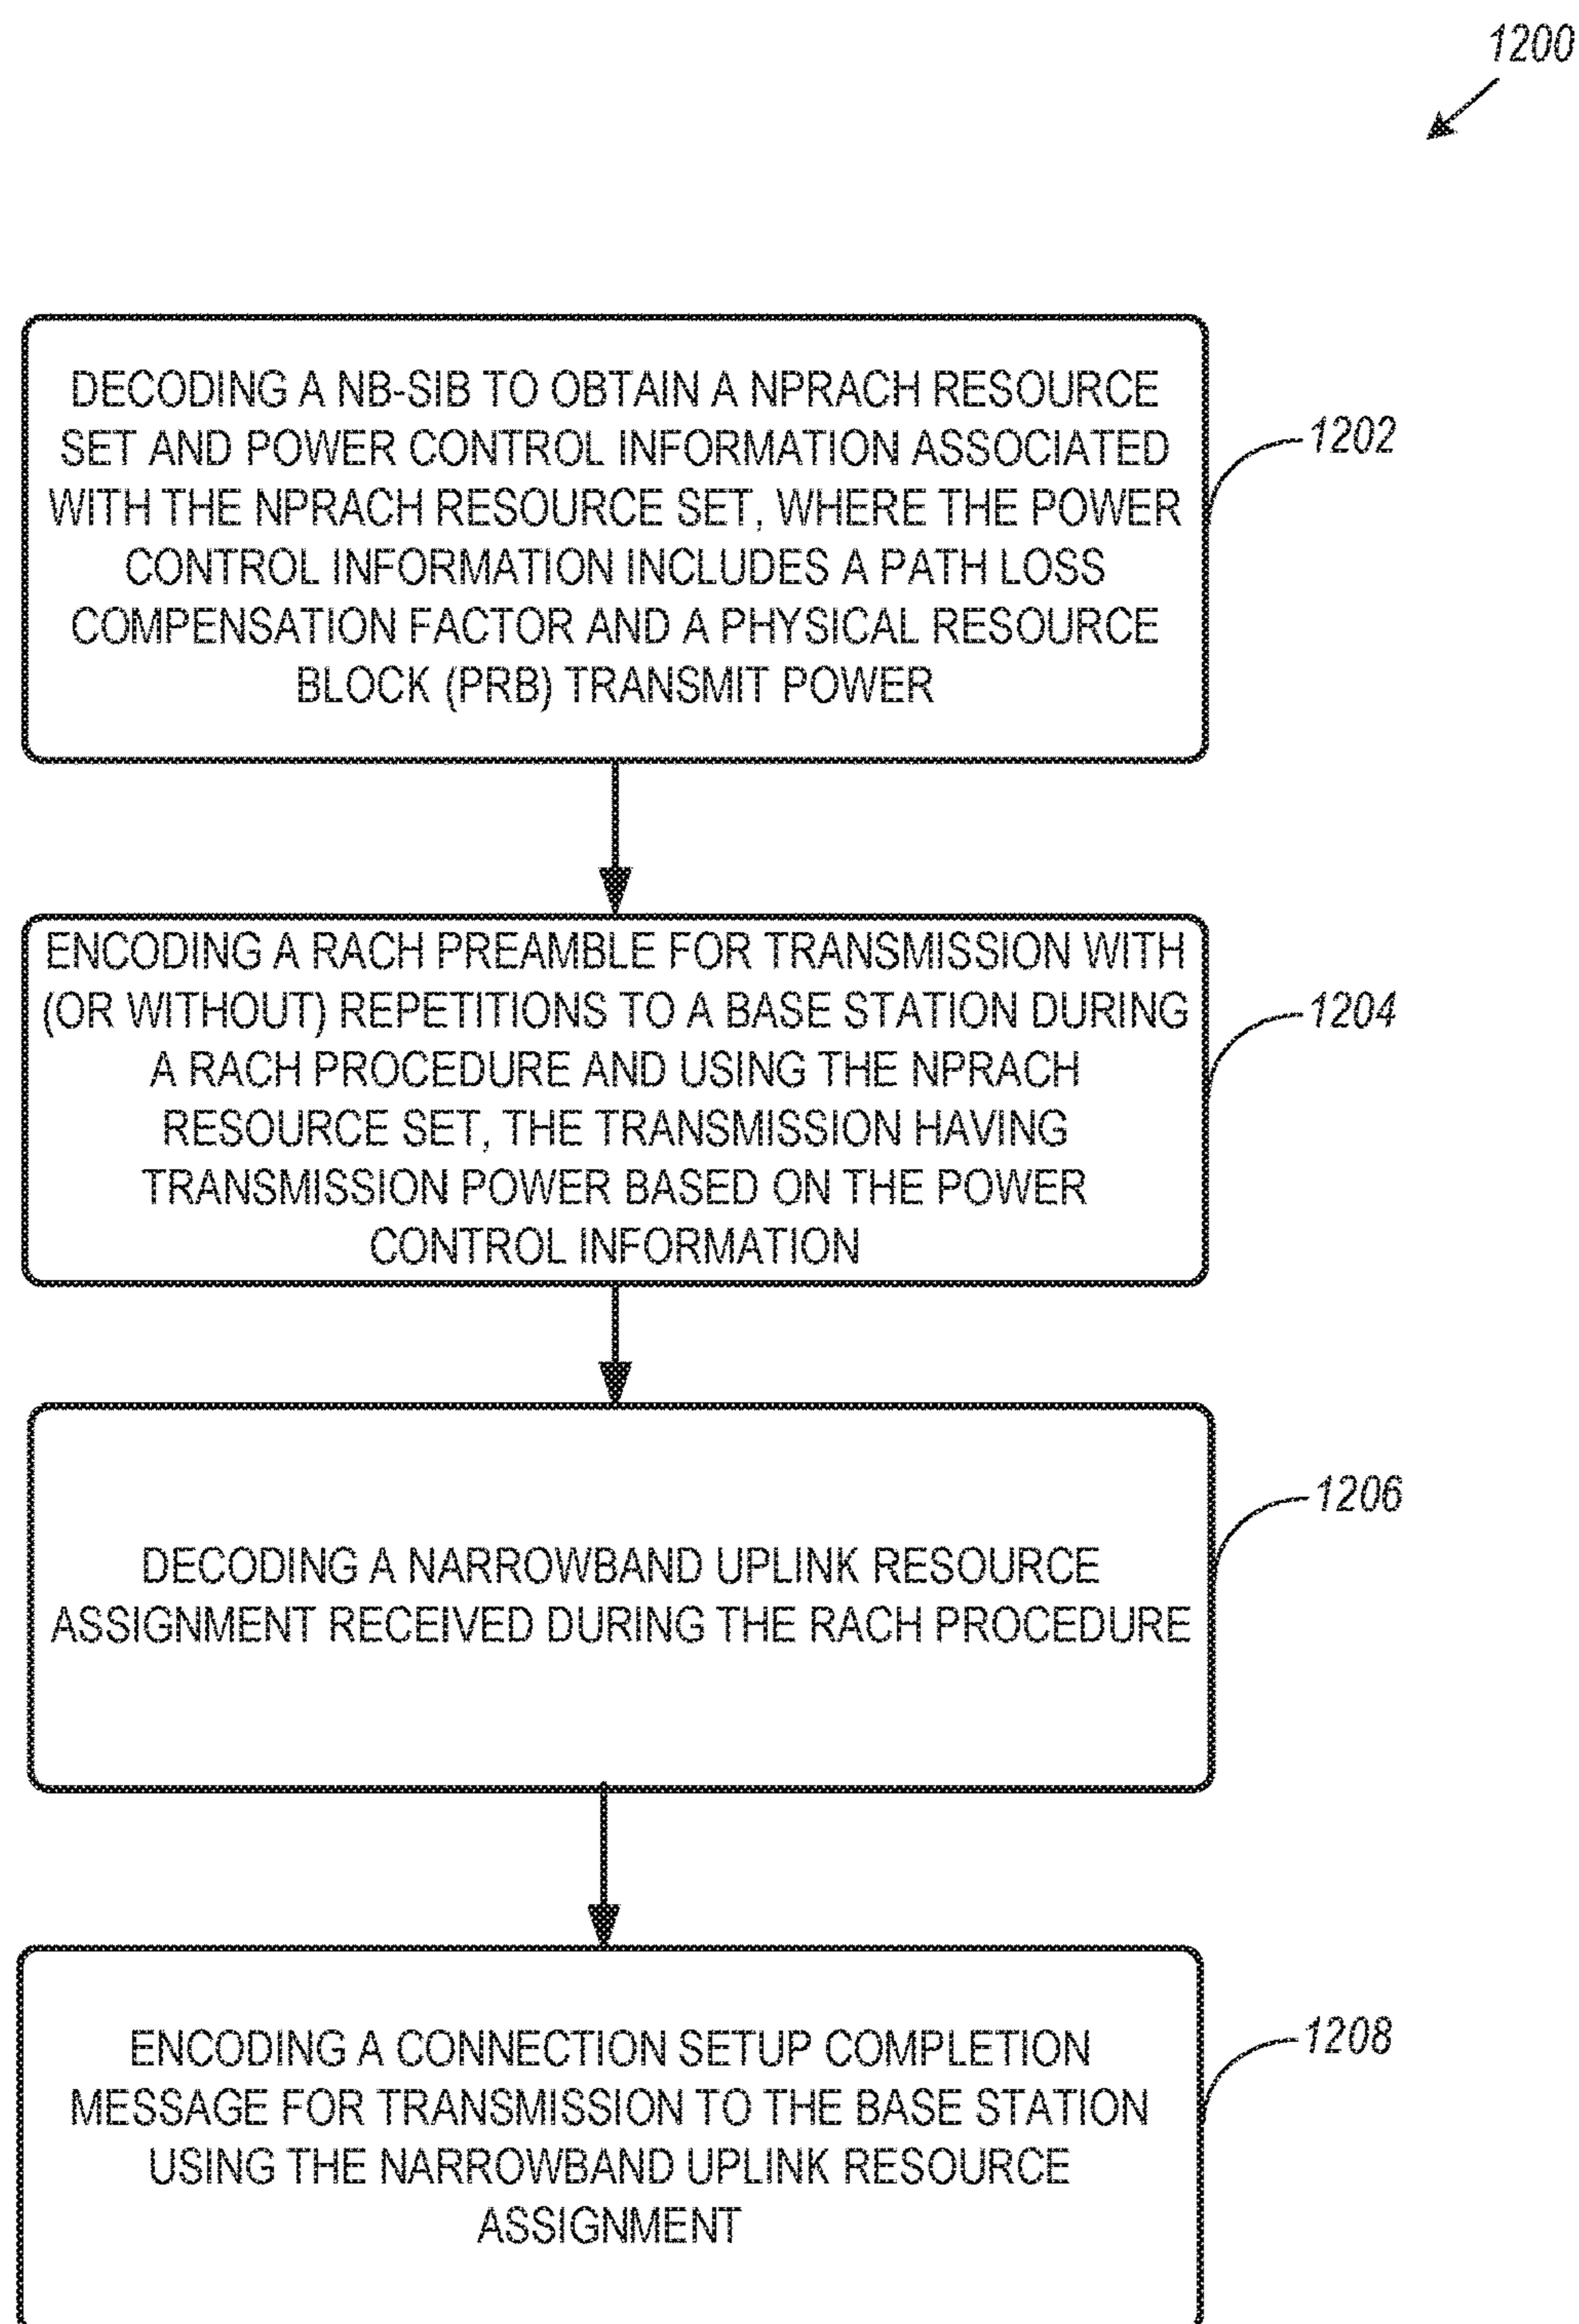 1200
DECODING A NB-SIB TO OBTAIN A NPRACH RESOURCE
SET AND POWER CONTROL INFORMATION ASSOCIATED
WITH THE NPRACH RESOURCE SET, WHERE THE POWER
CONTROL INFORMATION INCLUDES A PATH LOSS
COMPENSATION FACTOR AND A PHYSICAL RESOURCE
BLOCK (PRB) TRANSMIT POWER
1202
ENCODING A RACH PREAMBLE FOR TRANSMISSION WITH
(OR WITHOUT) REPETITIONS TO A BASE STATION DURING
A RACH PROCEDURE AND USING THE NPRACH
RESOURCE SET, THE TRANSMISSION HAVING
TRANSMISSION POWER BASED ON THE POWER
CONTROL INFORMATION
1204
DECODING A NARROWBAND UPLINK RESOURCE
ASSIGNMENT RECEIVED DURING THE RACH PROCEDURE
1206
ENCODING A CONNECTION SETUP COMPLETION
MESSAGE FOR TRANSMISSION TO THE BASE STATION
USING THE NARROWBAND UPLINK RESOURCE
ASSIGNMENT
1208